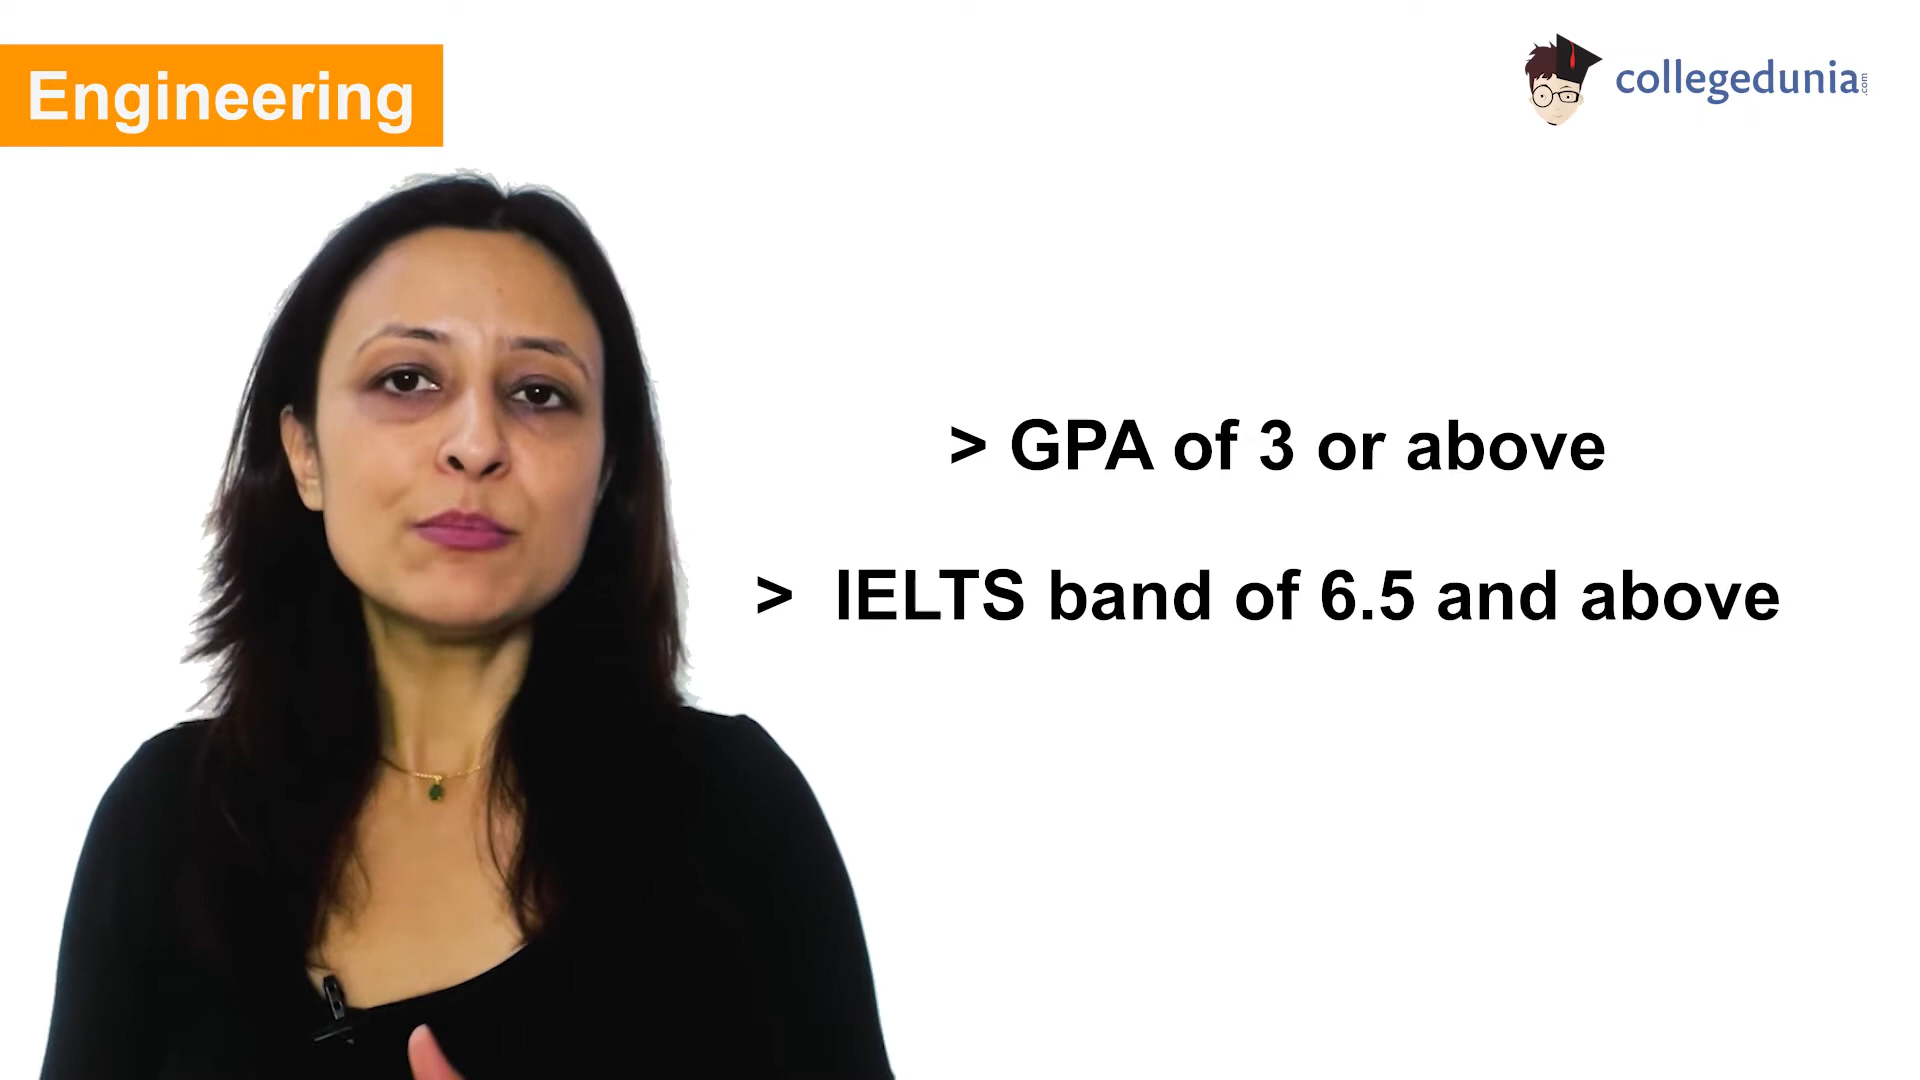 Engineering
collegedunia.com
> GPA of 3 or above
> IELTS band of 6.5 and above